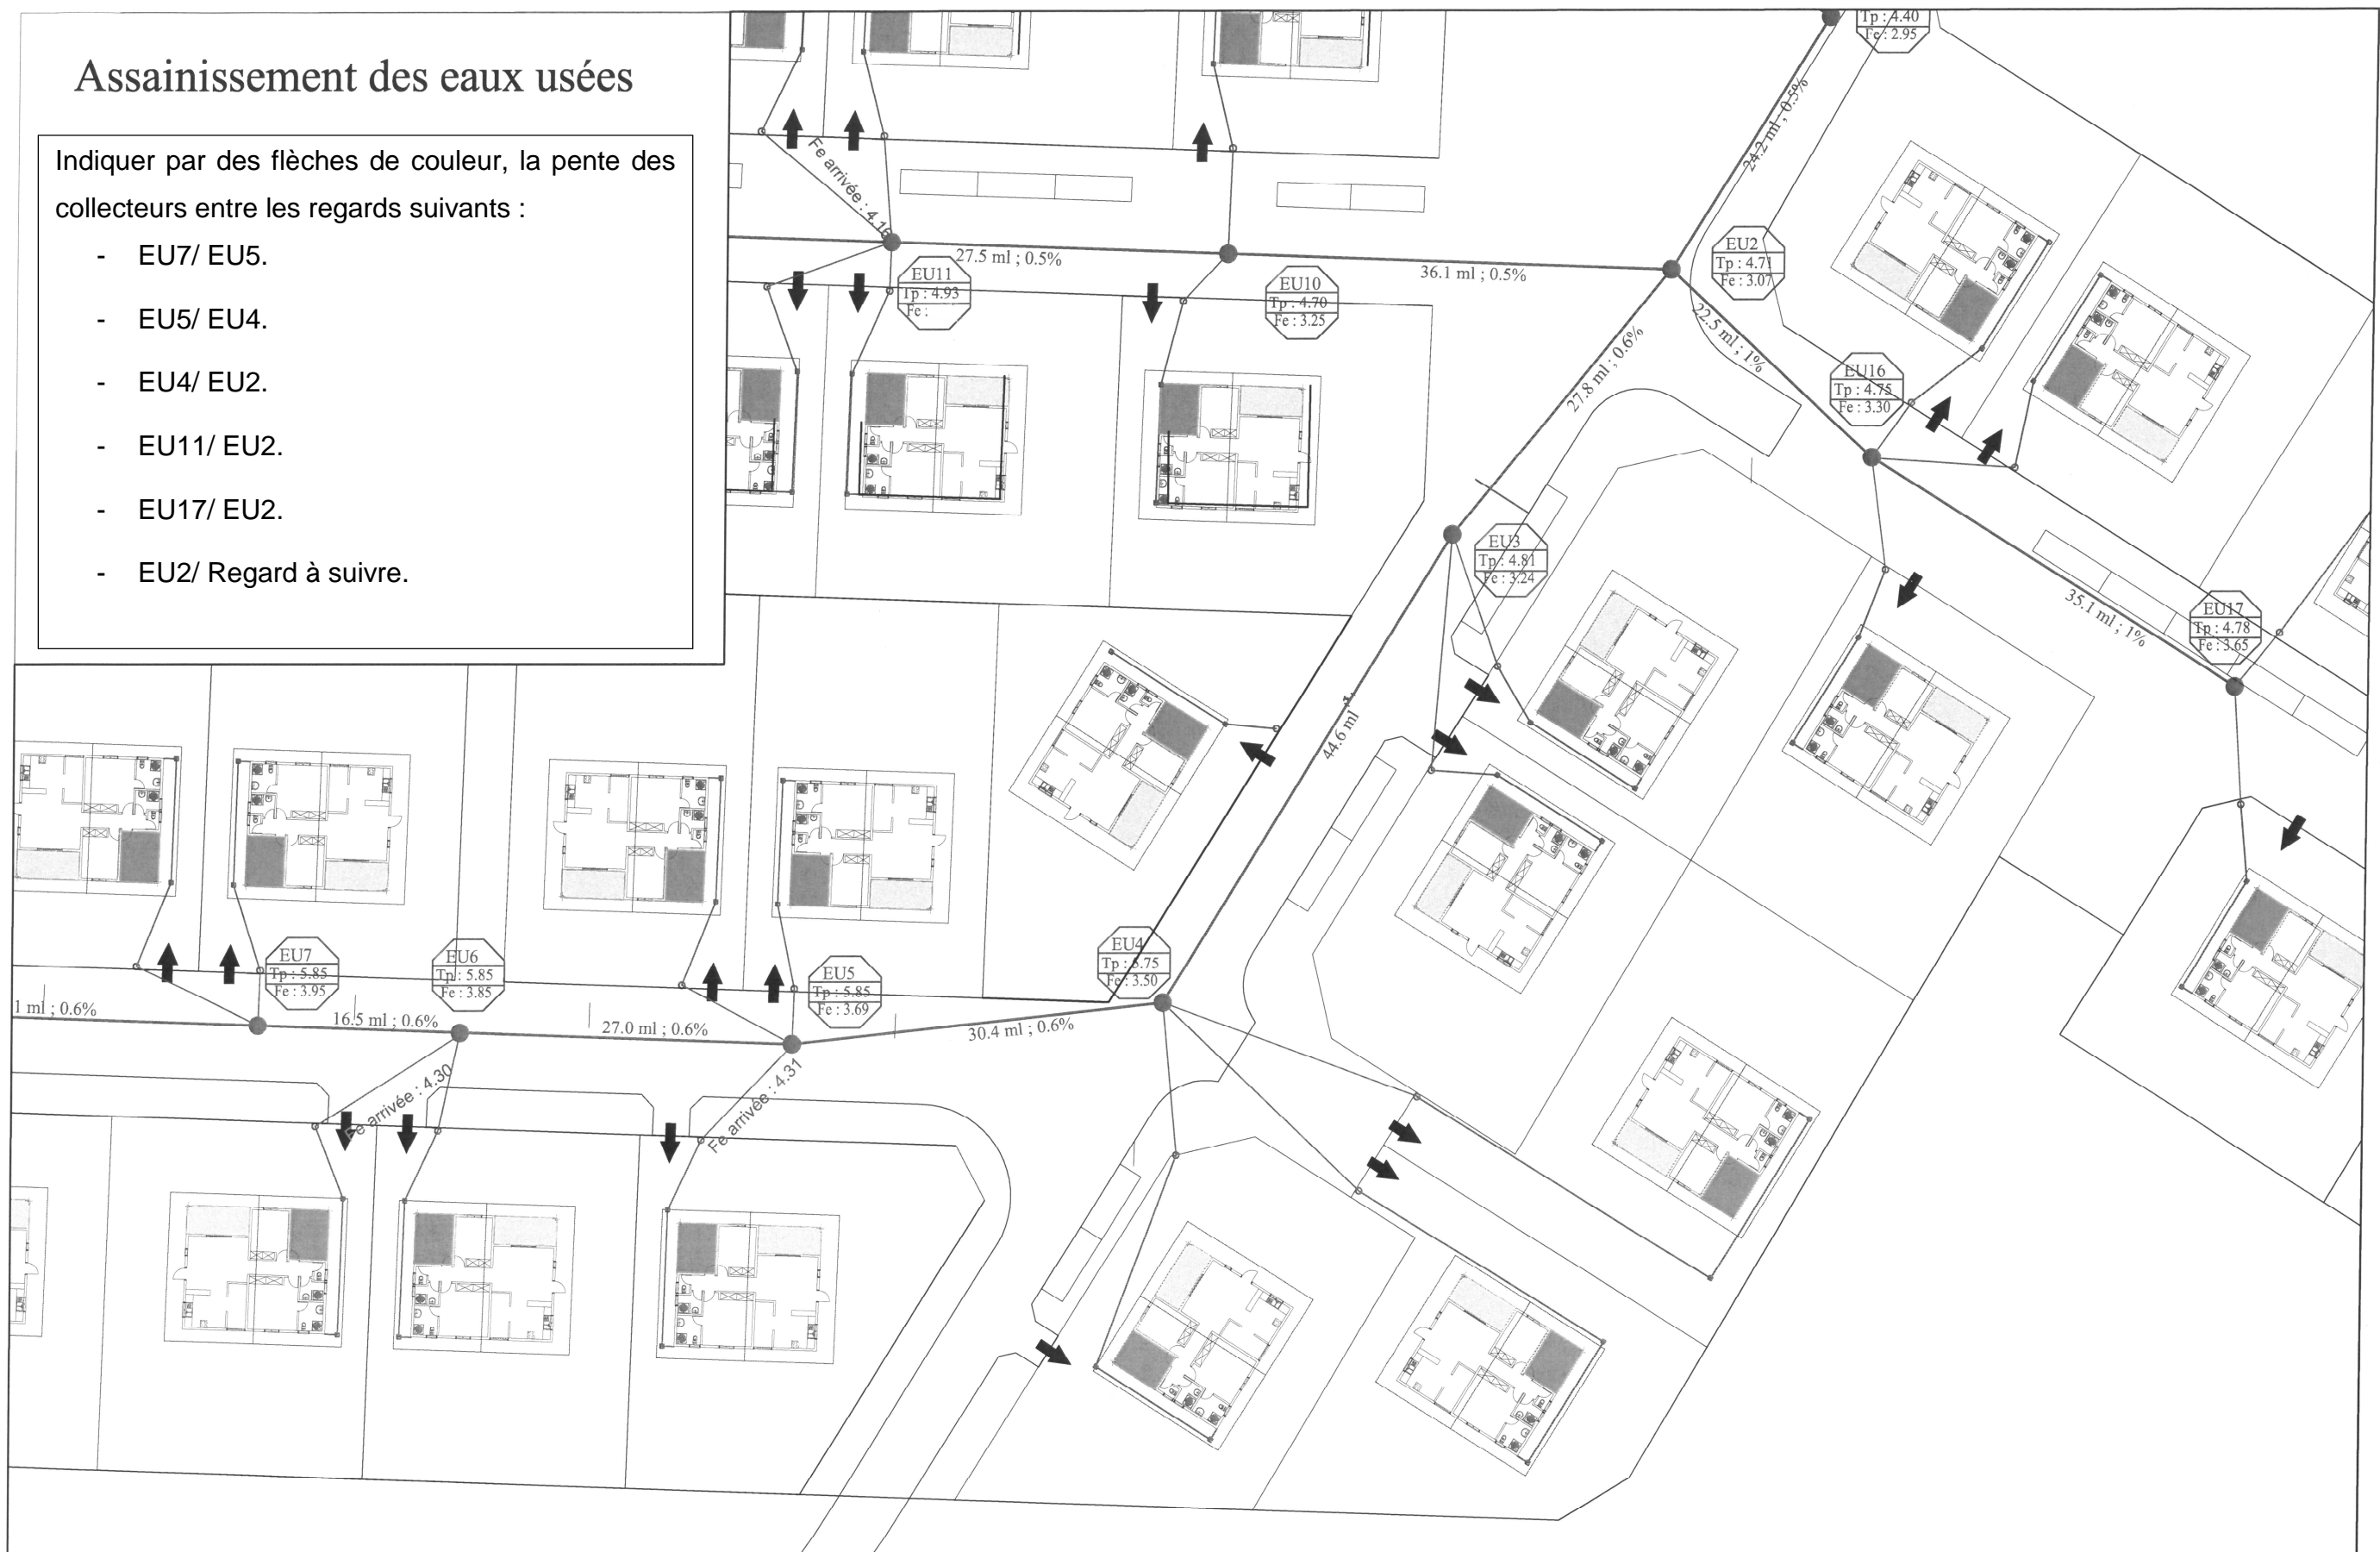 Assainissement des eaux usées
Indiquer par des flèches de couleur, la pente des
collecteurs entre les regards suivants :
- EU7/ EU5.
- EU5/ EU4.
- EU4/ EU2.
- EU11/ EU2.
- EU17/ EU2.
- EU2/ Regard à suivre.
Tp : 4.40
Fe : 2.95
24.2 ml ; 0.5%
Fe arrivée : 4.16
27.5 ml ; 0.5%
EU11
Tp : 4.93
Fe :
EU10
Tp : 4.70
Fe : 3.25
36.1 ml ; 0.5%
EU2
Tp : 4.71
Fe : 3.07
22.5 ml ; 1%
27.8 ml ; 0.6%
EU16
Tp : 4.75
Fe : 3.30
EU3
Tp : 4.81
Fe : 3.24
35.1 ml ; 1%
EU17
Tp : 4.78
Fe : 3.65
44.6 ml
EU7
Tp : 5.85
Fe : 3.95
EU6
Tp : 5.85
Fe : 3.85
EU5
Tp : 5.85
Fe : 3.69
EU4
Fe : 3.50
1 ml ; 0.6%
16.5 ml ; 0.6%
27.0 ml ; 0.6%
30.4 ml ; 0.6%
Fe arrivée : 4.30
Fe arrivée : 4.31